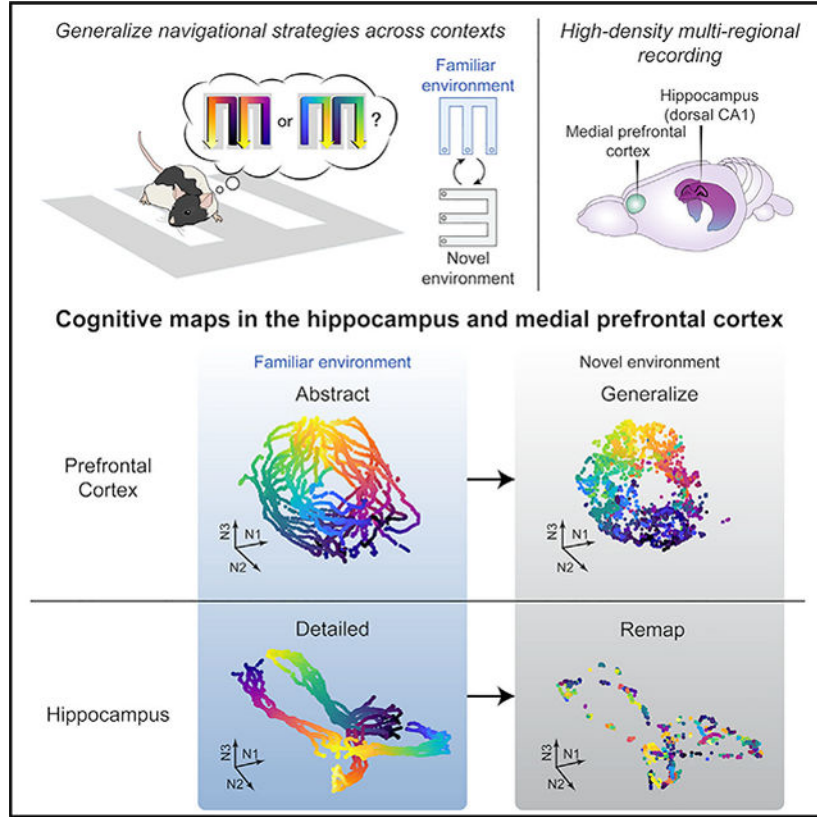 Generalize navigational strategies across contexts
or
?
Familiar
environment
Novel
environment
High-density multi-regional
recording
Hippocampus
(dorsal CA1)
Medial prefrontal
cortex
Cognitive maps in the hippocampus and medial prefrontal cortex
Familiar environment
Novel environment
Abstract
Generalize
Prefrontal
Cortex
N3
N1
N2
N3
N1
N2
Detailed
Remap
Hippocampus
N3
N1
N2
N3
N1
N2